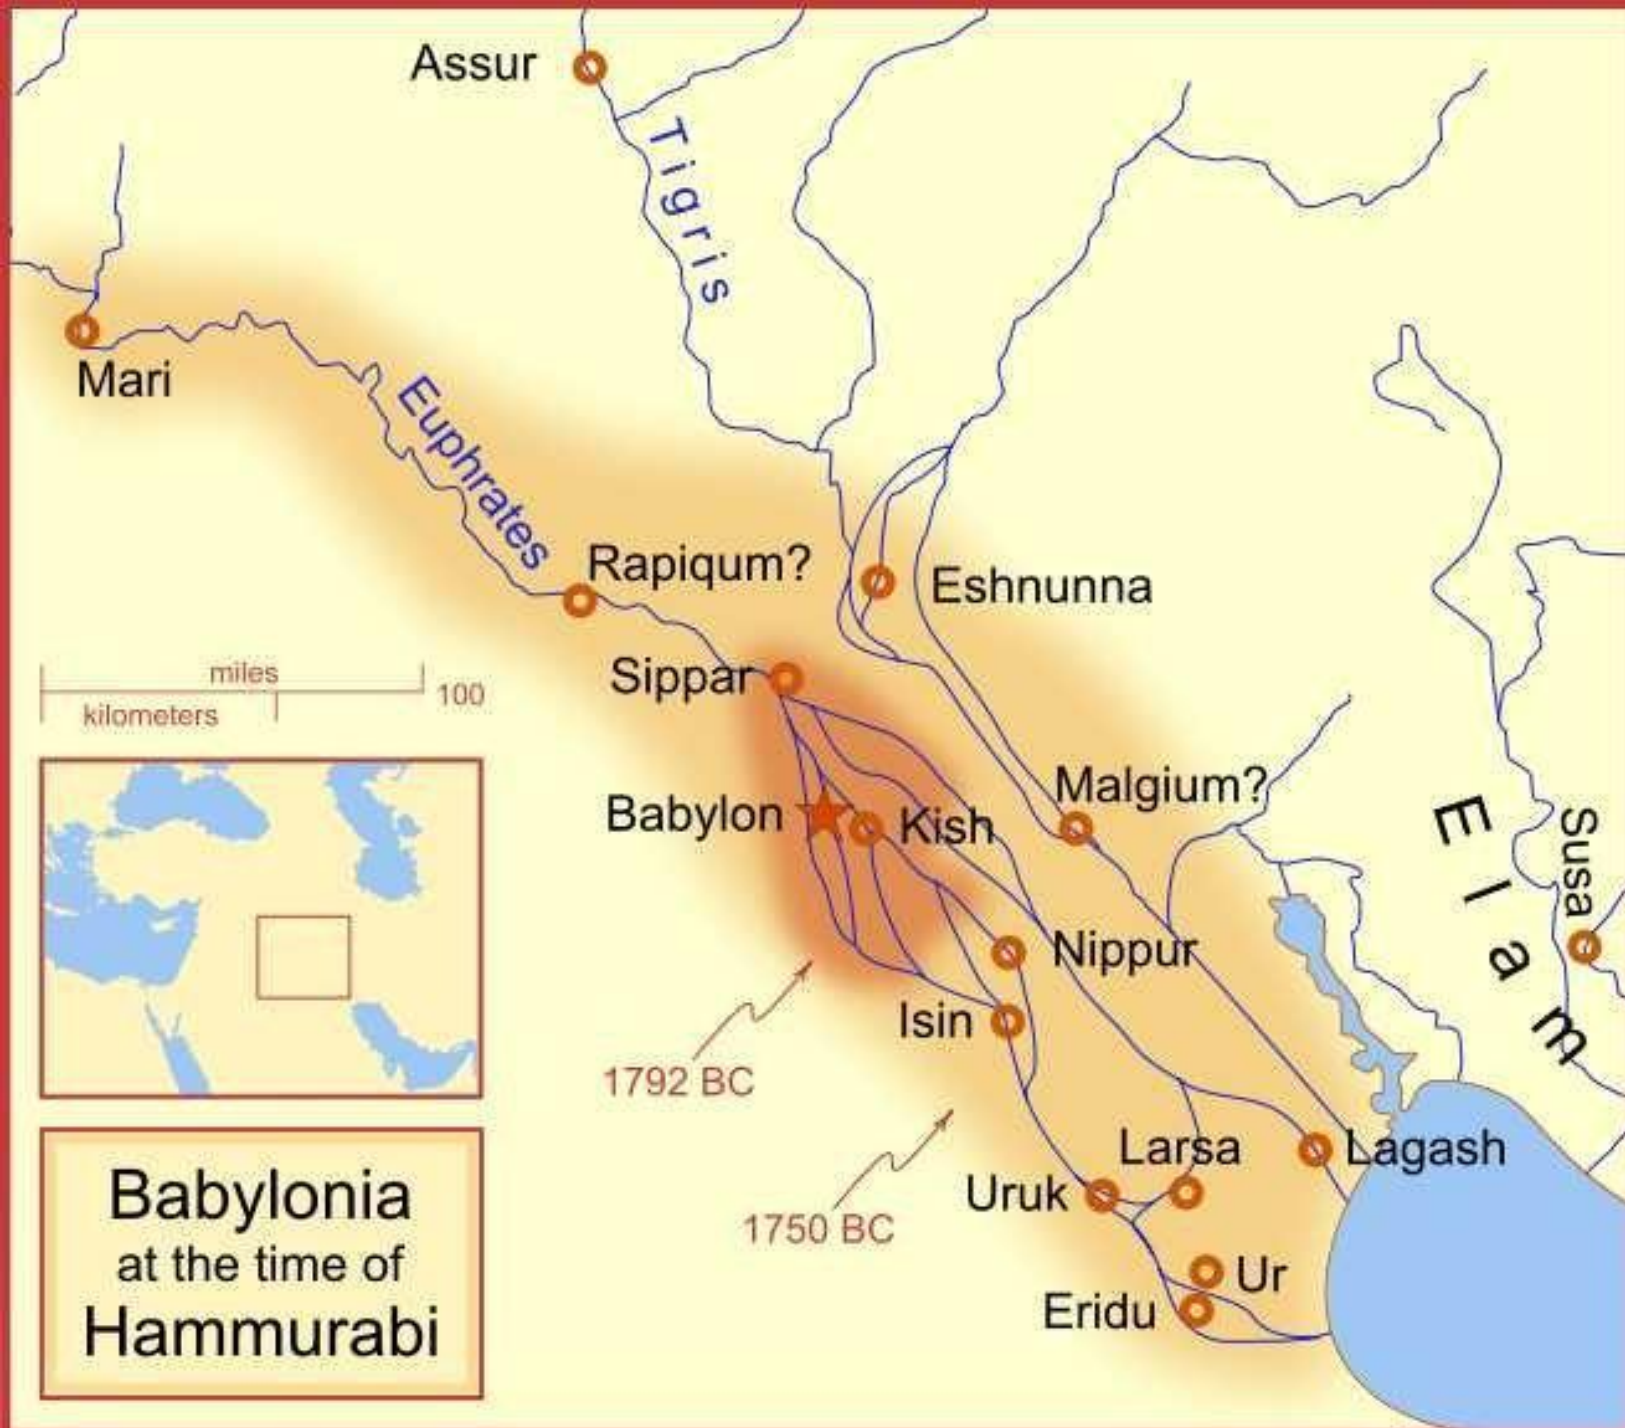 Assur
Tigris
Mari
Euphrates
Rapiqum?
Eshnunna
Sippar
miles
100
kilometers
Malgium?
Babylon
Kish
Elam
Susa
Nippur
Isin
1792 BC
Larsa
Lagash
Uruk
1750 BC
Ur
Eridu
Babylonia
at the time of
Hammurabi